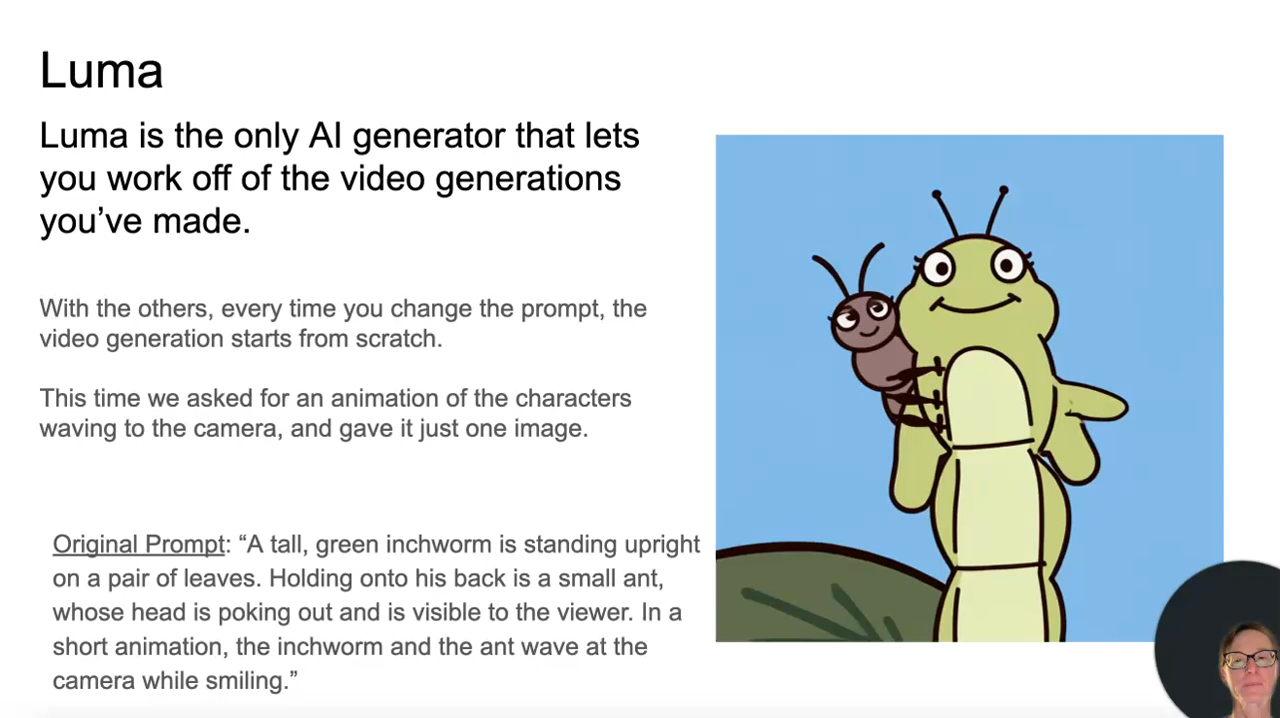 Luma
Luma is the only AI generator that lets
you work off of the video generations
you’ve made.
With the others, every time you change the prompt, the
video generation starts from scratch.
This time we asked for an animation of the characters
waving to the camera, and gave it just one image.
Original Prompt: “A tall, green inchworm is standing upright
on a pair of leaves. Holding onto his back is a small ant,
whose head is poking out and is visible to the viewer. In a
short animation, the inchworm and the ant wave at the
camera while smiling.”